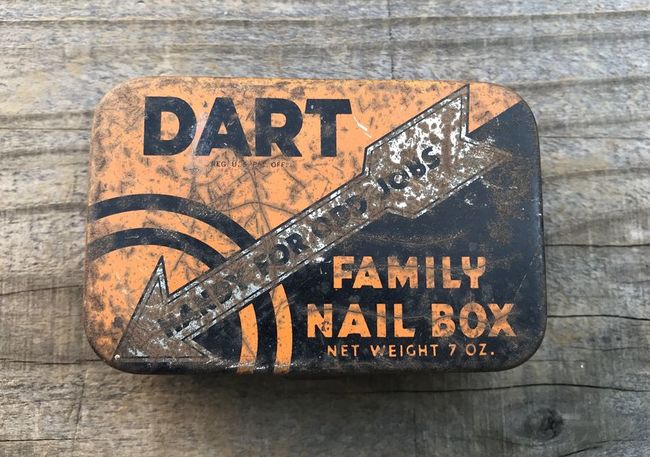 DART
REG. U. S. PAT. OFF.
HANDY FOR ODD JOBS
FAMILY
NAIL BOX
NET WEIGHT 7 OZ.